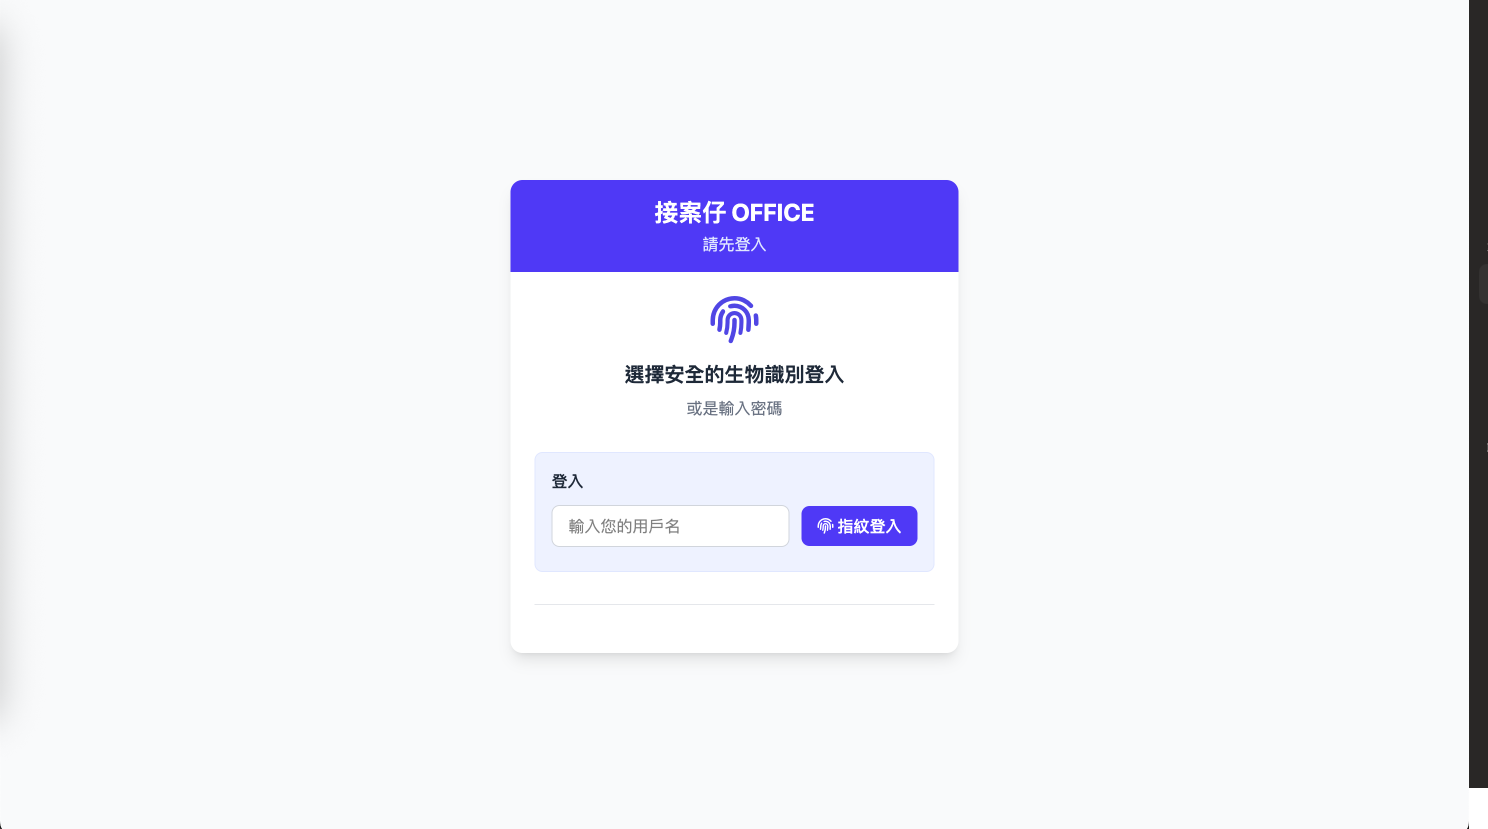 接案仔 OFFICE
請先登入
選擇安全的生物識別登入
或是輸入密碼
登入
輸入您的用戶名
指紋登入